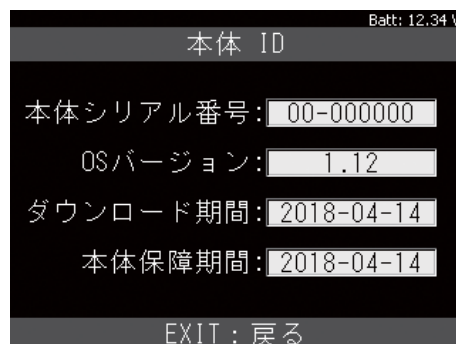 Batt: 12.34 V
本体 ID
本体シリアル番号: 00-000000
OSバージョン: 1.12
ダウンロード期間: 2018-04-14
本体保障期間: 2018-04-14
EXIT：戻る